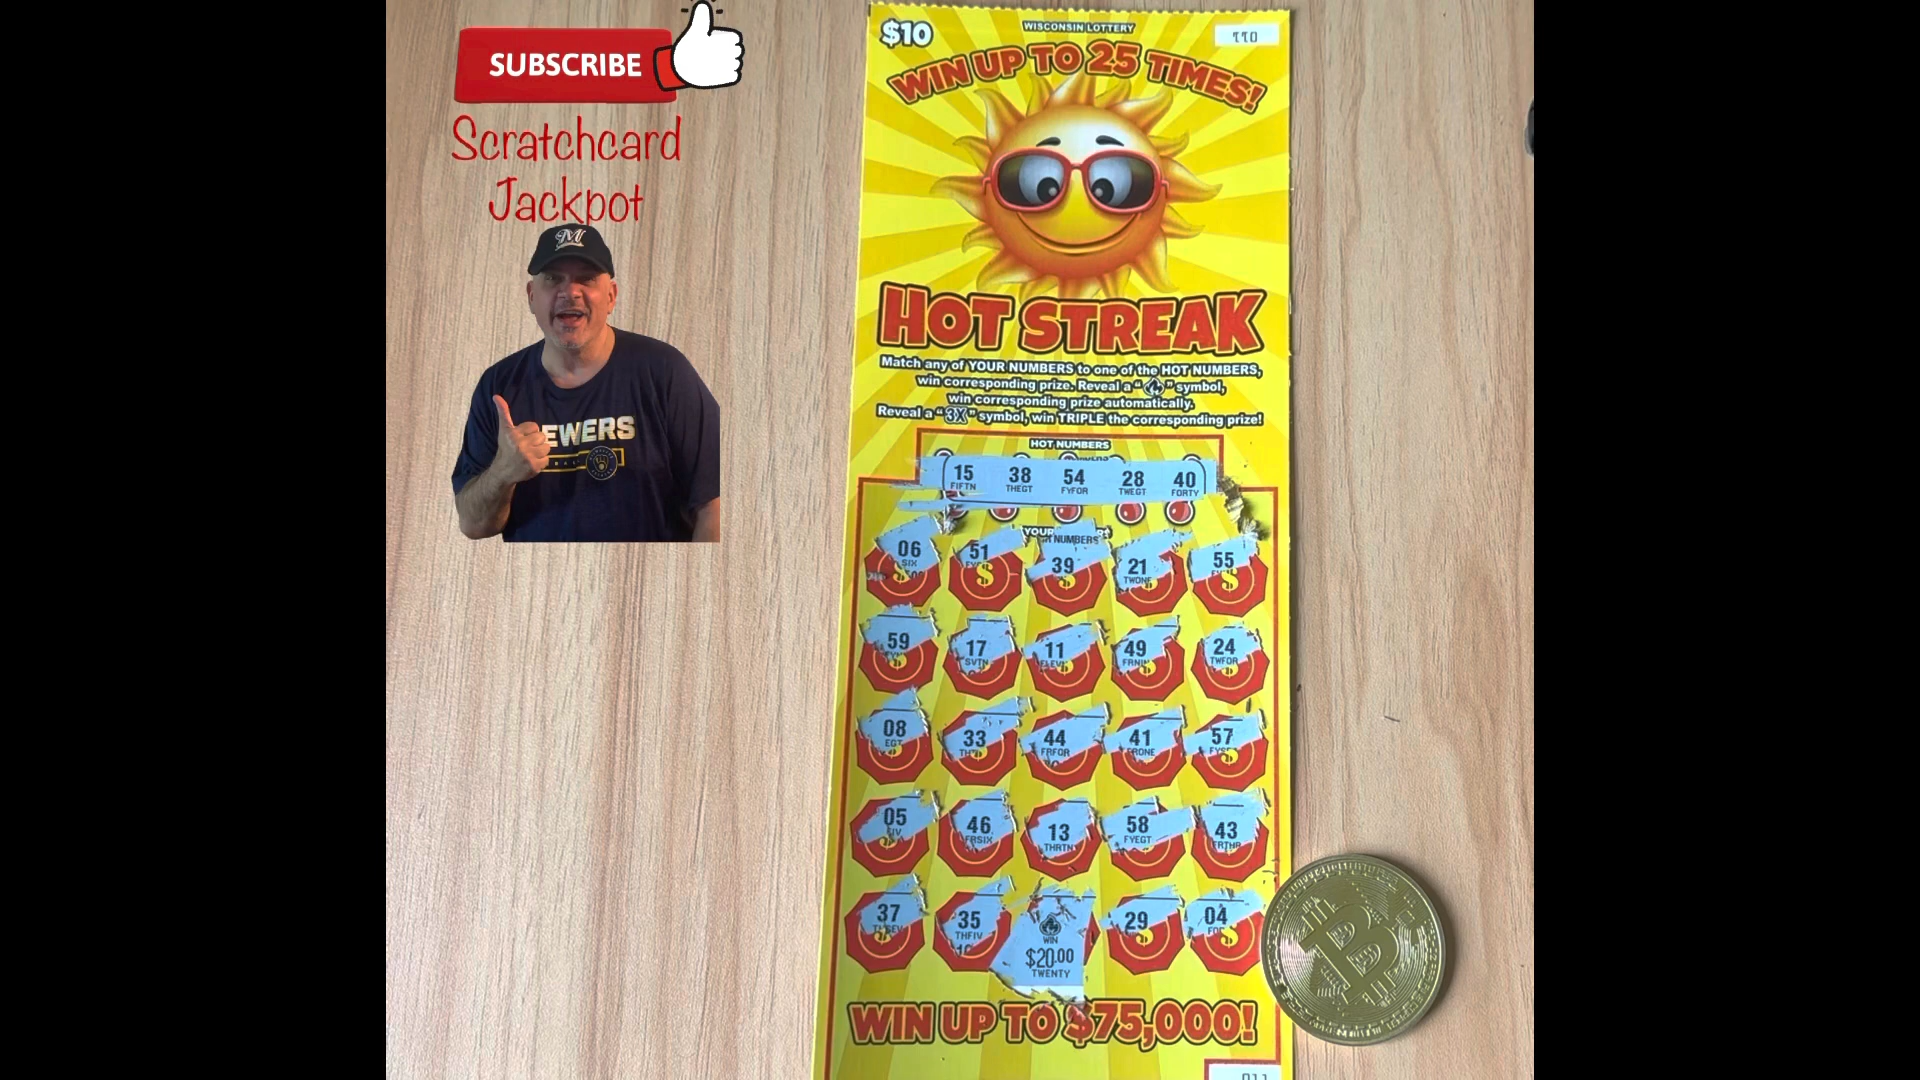 SUBSCRIBE
Scratchcard
Jackpot
M
EWERS
$10
WISCONSIN LOTTERY
WIN UP TO 25 TIMES!
HOT STREAK
Match any of YOUR NUMBERS to one of the HOT NUMBERS,
win corresponding prize. Reveal a " " symbol,
win corresponding prize automatically.
Reveal a "3X" symbol, win TRIPLE the corresponding prize!
HOT NUMBERS
15 38 54 28 40
FIFTN THEGT FYFOR TWEGT FORTY
YOUR NUMBERS
06 51 39 21 55
SIX TWONE
59 17 11 49 24
SVTN ELEVN FRNIN TWFOR
08 33 44 41 57
EGT FRFOR FRONE
05 46 13 58 43
FIV FRSIX THRTN FYEGT FRTHR
37 35 29 04
THFIV WIN
$20.00
TWENTY
WIN UP TO $75,000!